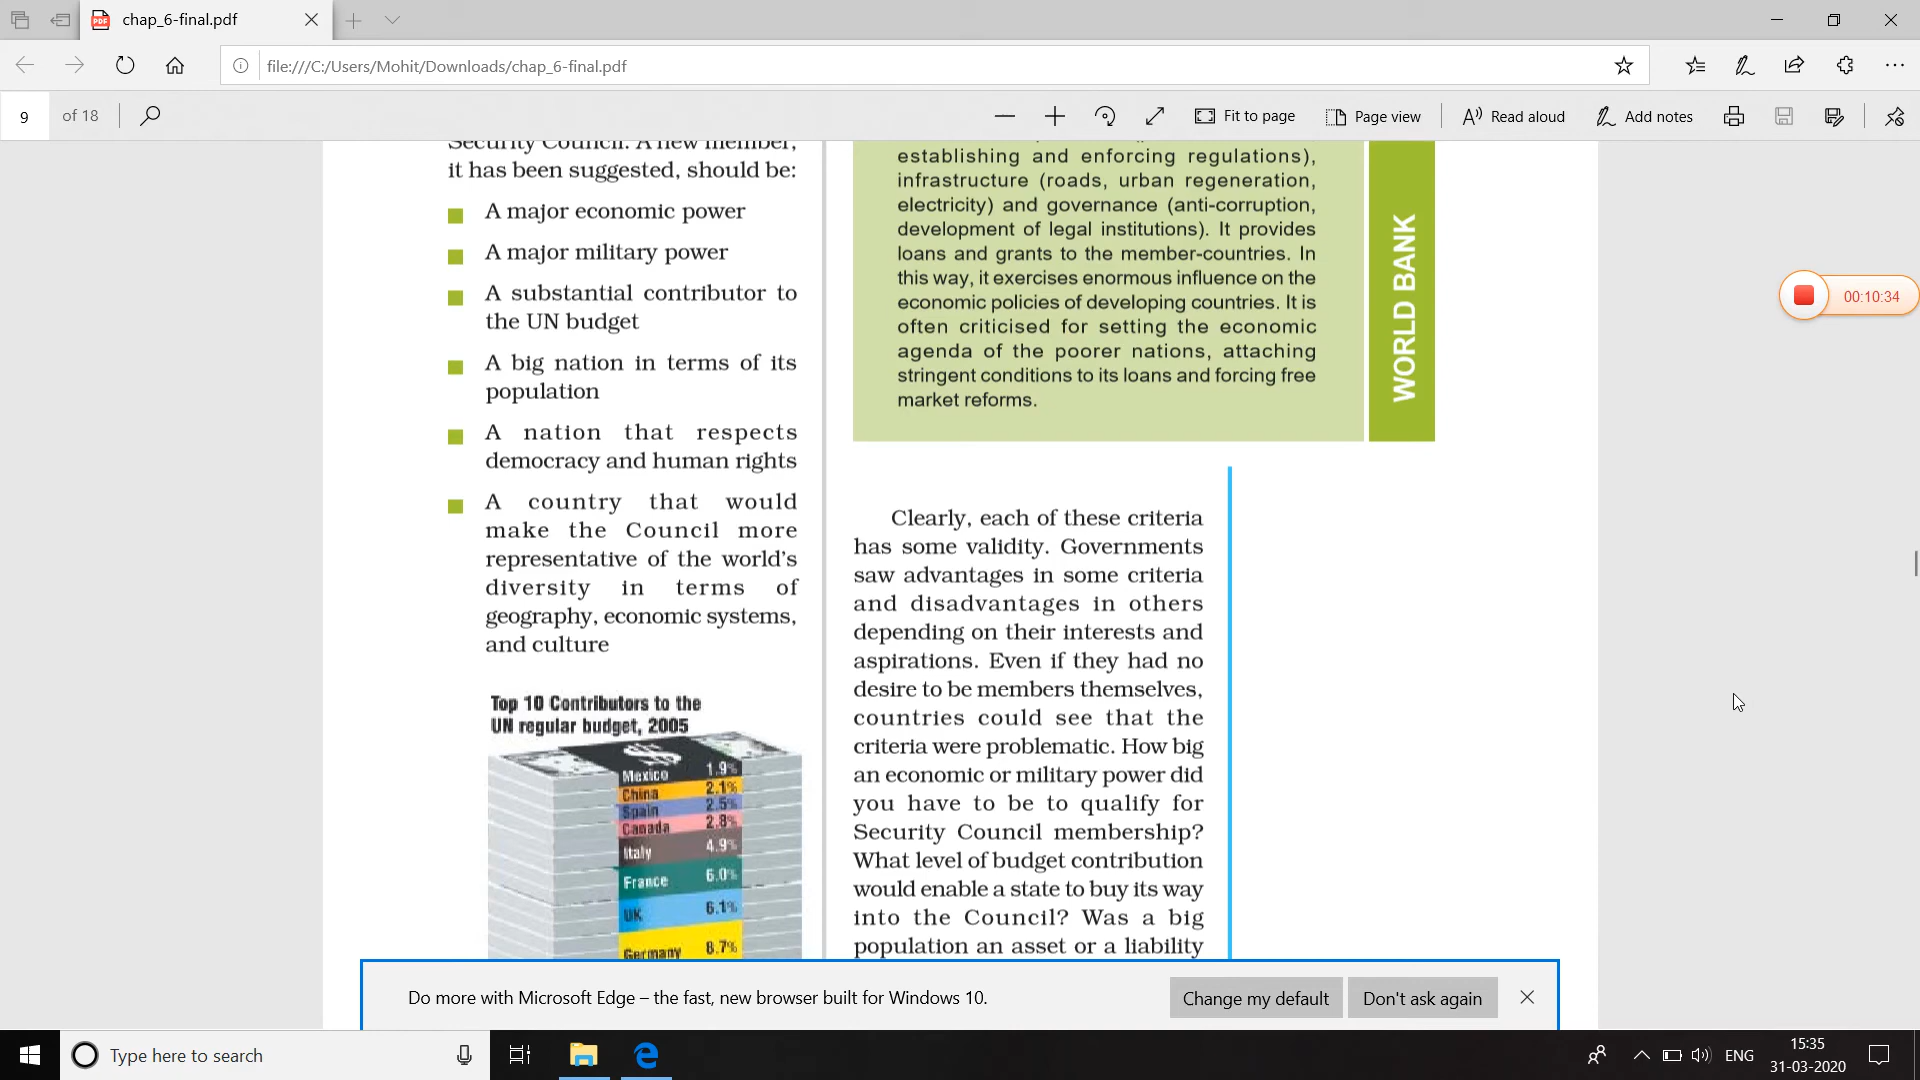 chap_6-final.pdf
file:///C:/Users/Mohit/Downloads/chap_6-final.pdf
9 of 18
Fit to page
Page view
Read aloud
Add notes
Security Council. A new member,
it has been suggested, should be:
A major economic power
A major military power
A substantial contributor to
the UN budget
A big nation in terms of its
population
A nation that respects
democracy and human rights
A country that would
make the Council more
representative of the world's
diversity in terms of
geography, economic systems,
and culture
Top 10 Contributors to the
UN regular budget, 2005
Mexico 1.9%
China 2.1%
Spain 2.5%
Canada 2.8%
Italy 4.9%
France 6.0%
UK 6.1%
Germany 8.7%
establishing and enforcing regulations),
infrastructure (roads, urban regeneration,
electricity) and governance (anti-corruption,
development of legal institutions). It provides
loans and grants to the member-countries. In
this way, it exercises enormous influence on the
economic policies of developing countries. It is
often criticised for setting the economic
agenda of the poorer nations, attaching
stringent conditions to its loans and forcing free
market reforms.
WORLD BANK
Clearly, each of these criteria
has some validity. Governments
saw advantages in some criteria
and disadvantages in others
depending on their interests and
aspirations. Even if they had no
desire to be members themselves,
countries could see that the
criteria were problematic. How big
an economic or military power did
you have to be to qualify for
Security Council membership?
What level of budget contribution
would enable a state to buy its way
into the Council? Was a big
population an asset or a liability
00:10:34
Do more with Microsoft Edge – the fast, new browser built for Windows 10.
Change my default
Don't ask again
Type here to search
ENG
15:35
31-03-2020